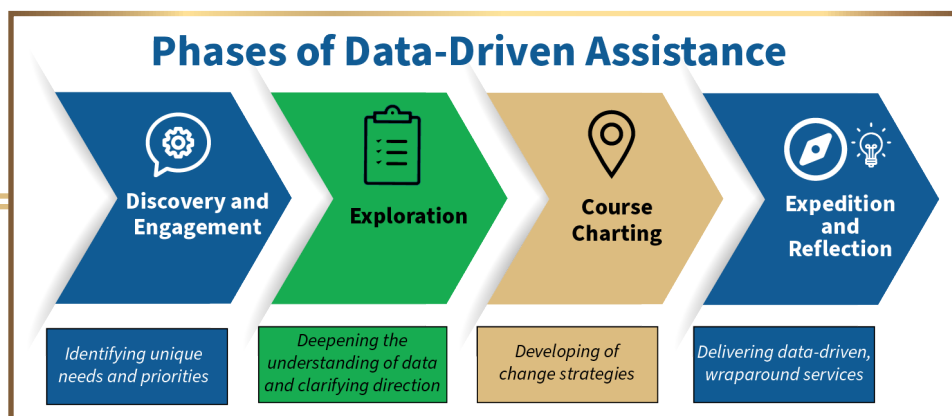 Phases of Data-Driven Assistance
Discovery and
Engagement
Exploration
Course
Charting
Expedition
and
Reflection
Identifying unique
needs and priorities
Deepening the
understanding of data
and clarifying direction
Developing of
change strategies
Delivering data-driven,
wraparound services